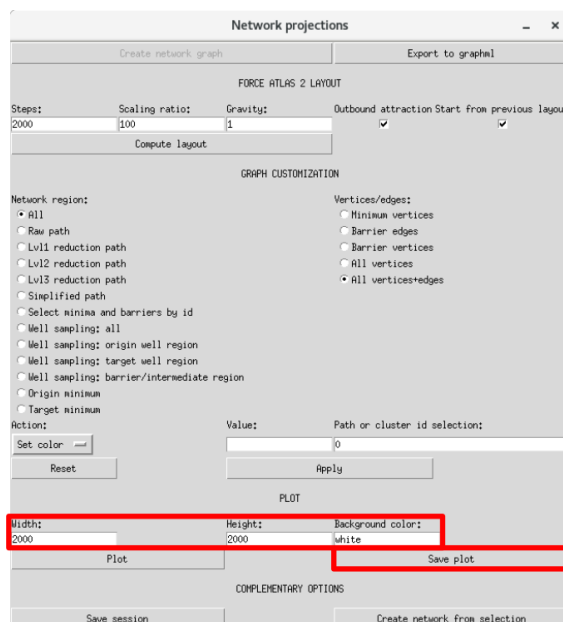 Network projections
Create network graph Export to graphml
FORCE ATLAS 2 LAYOUT
Steps: Scaling ratio: Gravity: Outbound attraction Start from previous layou
2000 100 1
Compute layout
GRAPH CUSTOMIZATION
Network region: Vertices/edges:
All Minimum vertices
Raw path Barrier edges
Lvl1 reduction path Barrier vertices
Lvl2 reduction path All vertices
Lvl3 reduction path All vertices+edges
Simplified path
Select minima and barriers by id
Well sampling: all
Well sampling: origin well region
Well sampling: target well region
Well sampling: barrier/intermediate region
Origin minimum
Target minimum
Action: Value: Path or cluster id selection:
Set color 0
Reset Apply
PLOT
Width: Height: Background color:
2000 2000 white
Plot Save plot
COMPLEMENTARY OPTIONS
Save session Create network from selection